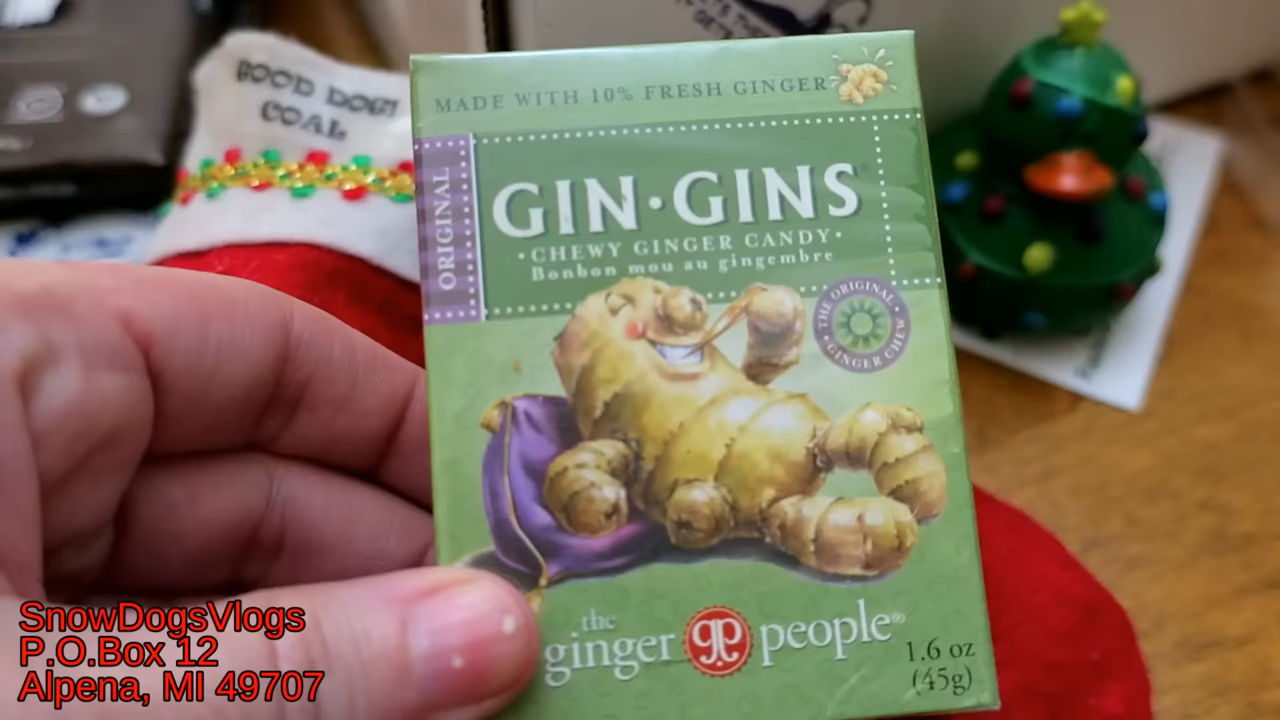 GOOD DOG!
COAL
MADE WITH 10% FRESH GINGER
ORIGINAL
GIN·GINS®
·CHEWY GINGER CANDY·
Bonbon mou au gingembre
THE ORIGINAL
GINGER CHEW
the
ginger gp people®
1.6 oz
(45g)
SnowDogsVlogs
P.O.Box 12
Alpena, MI 49707